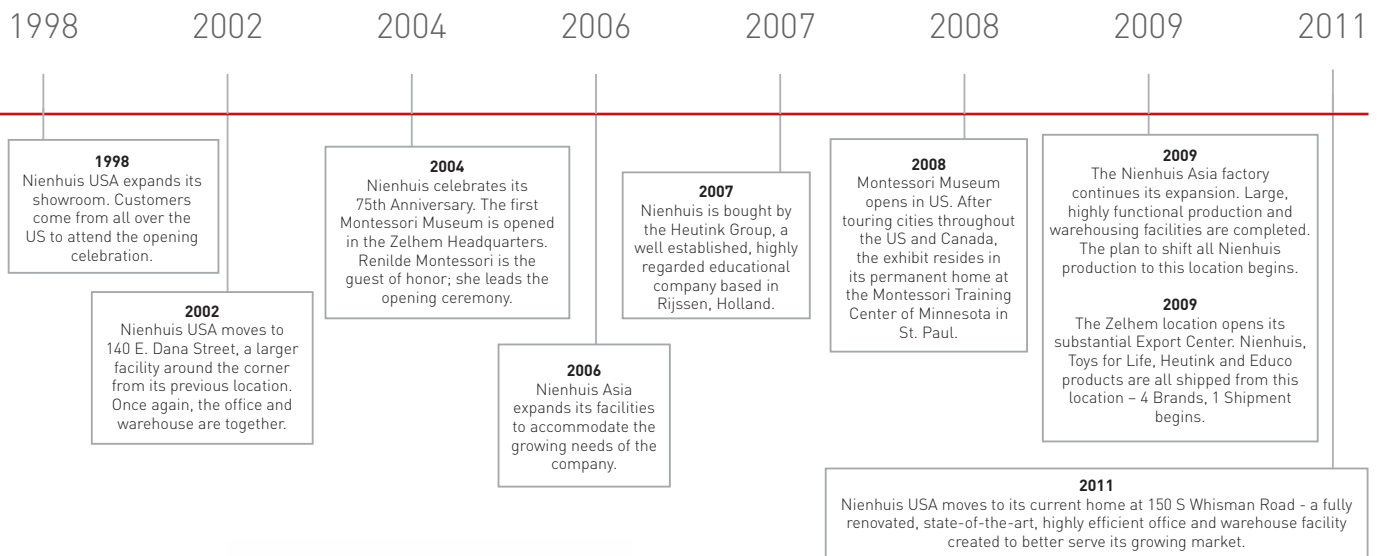 1998
2002
2004
2006
2007
2008
2009
2011
1998
Nienhuis USA expands its
showroom. Customers
come from all over the
US to attend the opening
celebration.
2002
Nienhuis USA moves to
140 E. Dana Street, a larger
facility around the corner
from its previous location.
Once again, the office and
warehouse are together.
2004
Nienhuis celebrates its
75th Anniversary. The first
Montessori Museum is opened
in the Zelhem Headquarters.
Renilde Montessori is the
guest of honor; she leads the
opening ceremony.
2006
Nienhuis Asia
expands its facilities
to accommodate the
growing needs of the
company.
2007
Nienhuis is bought by
the Heutink Group, a
well established, highly
regarded educational
company based in
Rijssen, Holland.
2008
Montessori Museum
opens in US. After
touring cities throughout
the US and Canada,
the exhibit resides in
its permanent home at
the Montessori Training
Center of Minnesota in
St. Paul.
2009
The Nienhuis Asia factory
continues its expansion. Large,
highly functional production and
warehousing facilities are completed.
The plan to shift all Nienhuis
production to this location begins.
2009
The Zelhem location opens its
substantial Export Center. Nienhuis,
Toys for Life, Heutink and Educo
products are all shipped from this
location – 4 Brands, 1 Shipment
begins.
2011
Nienhuis USA moves to its current home at 150 S Whisman Road - a fully
renovated, state-of-the-art, highly efficient office and warehouse facility
created to better serve its growing market.